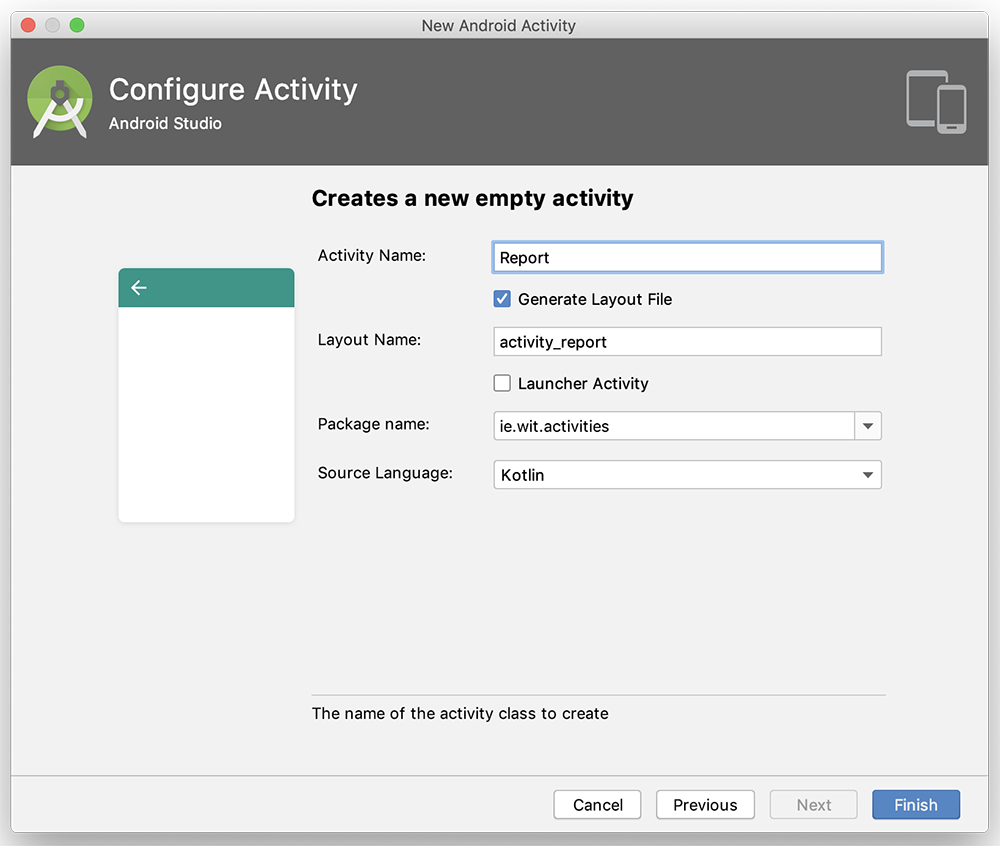 New Android Activity
Configure Activity
Android Studio
Creates a new empty activity
Activity Name:
Report
Generate Layout File
Layout Name:
activity_report
Launcher Activity
Package name:
ie.wit.activities
Source Language:
Kotlin
The name of the activity class to create
Cancel
Previous
Next
Finish